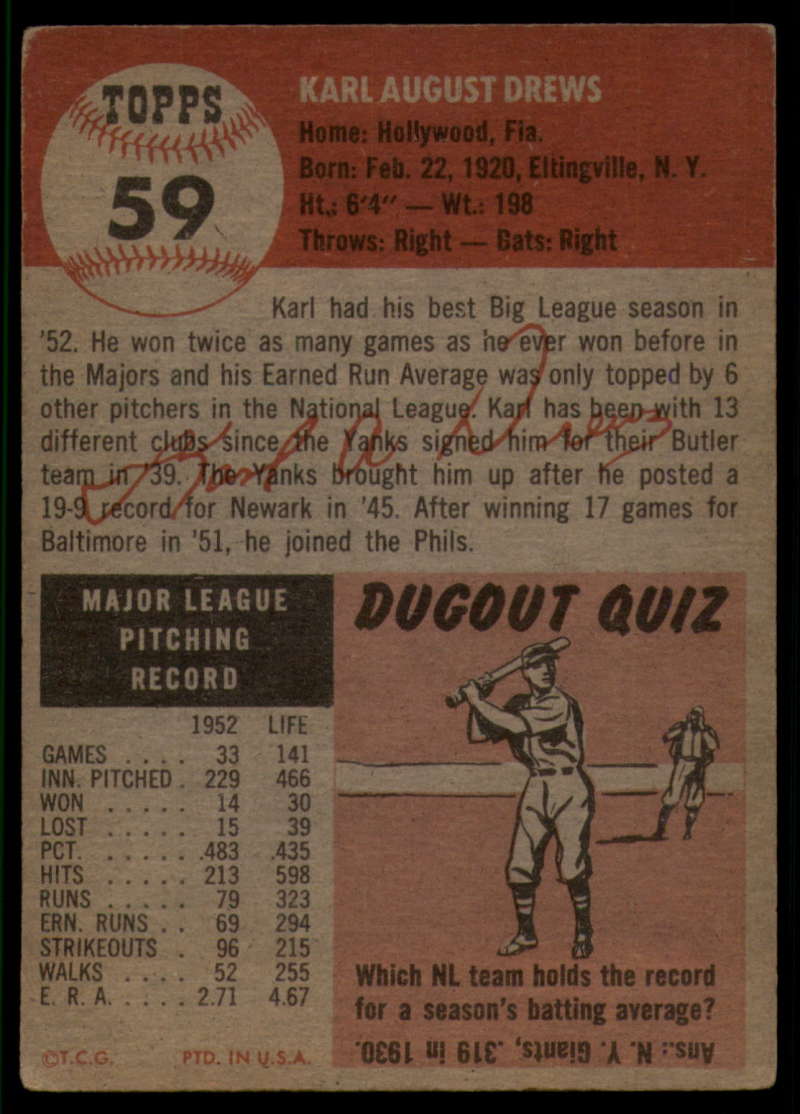 TOPPS
59
KARL AUGUST DREWS
Home: Hollywood, Fla.
Born: Feb. 22, 1920, Eltingville, N. Y.
Ht.: 6'4" — Wt.: 198
Throws: Right — Bats: Right
Karl had his best Big League season in
'52. He won twice as many games as he ever won before in
the Majors and his Earned Run Average was only topped by 6
other pitchers in the National League. Karl has been with 13
different clubs since the Yanks signed him for their Butler
team in '39. The Yanks brought him up after he posted a
19-9 record for Newark in '45. After winning 17 games for
Baltimore in '51, he joined the Phils.
Karl Drews
MAJOR LEAGUE
PITCHING
RECORD
1952 LIFE
GAMES . . . . 33 141
INN. PITCHED . 229 466
WON . . . . . 14 30
LOST . . . . . 15 39
PCT. . . . . . .483 .435
HITS . . . . . 213 598
RUNS . . . . . 79 323
ERN. RUNS . . 69 294
STRIKEOUTS . 96 215
WALKS . . . . 52 255
E. R. A. . . . . 2.71 4.67
©T.C.G. PTD. IN U.S.A.
DUGOUT QUIZ
Which NL team holds the record
for a season's batting average?
Ans.: N. Y. Giants, .319 in 1930.